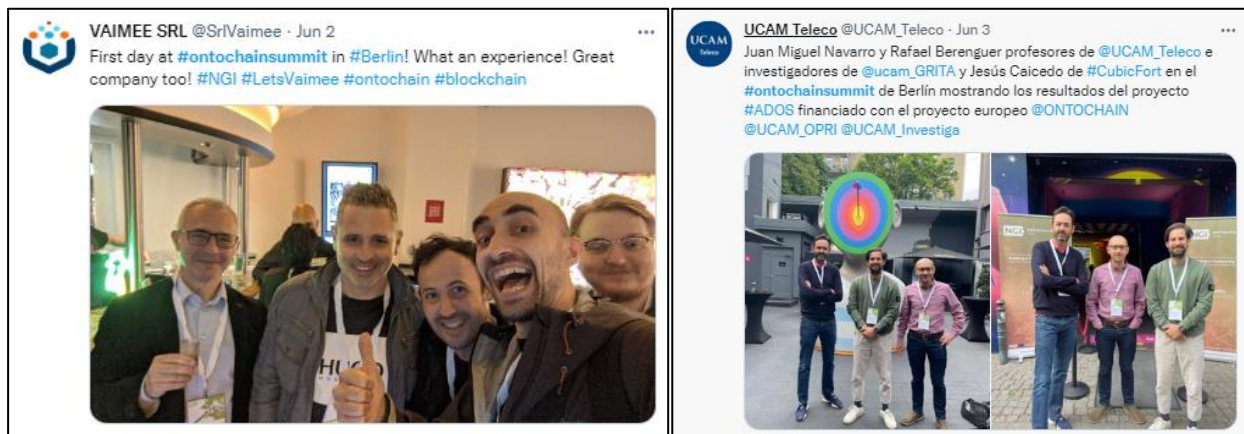 VAIMEE SRL @SrlVaimee · Jun 2
First day at #ontochainsummit in #Berlin! What an experience! Great
company too! #NGI #LetsVaimee #ontochain #blockchain
HUGO
UCAM
Teleco
UCAM Teleco @UCAM_Teleco · Jun 3
Juan Miguel Navarro y Rafael Berenguer profesores de @UCAM_Teleco e
investigadores de @ucam_GRITA y Jesús Caicedo de #CubicFort en el
#ontochainsummit de Berlín mostrando los resultados del proyecto
#ADOS financiado con el proyecto europeo @ONTOCHAIN
@UCAM_OPRI @UCAM_Investiga
NGI
NGI